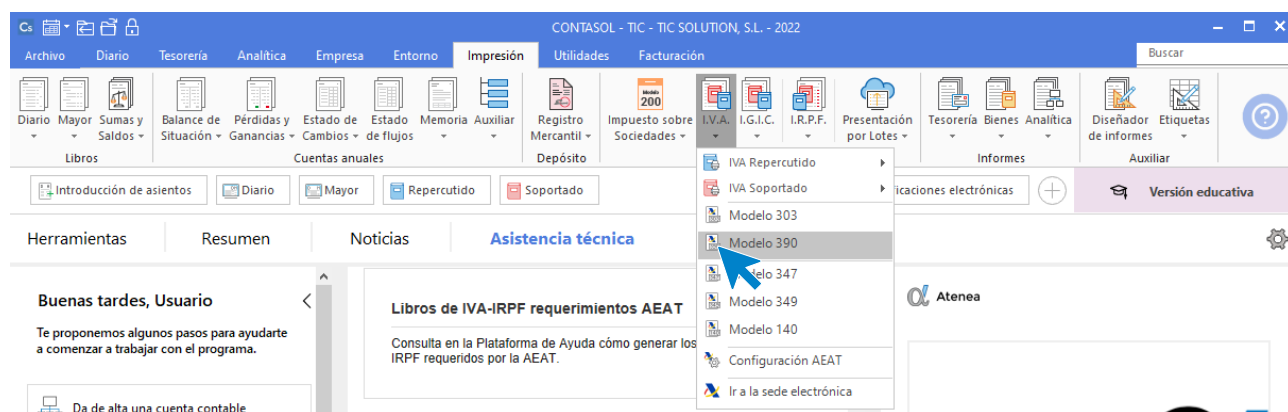 Cs
CONTASOL - TIC - TIC SOLUTION, S.L. - 2022
Archivo Diario Tesorería Analítica Empresa Entorno Impresión Utilidades Facturación Buscar
Diario Mayor Sumas y Saldos Balance de Situación Pérdidas y Ganancias Estado de Cambios Estado de flujos Memoria Auxiliar Registro Mercantil Modelo 200 Impuesto sobre Sociedades I.V.A. I.G.I.C. I.R.P.F. Presentación por Lotes Tesorería Bienes Analítica Diseñador de informes Etiquetas
Libros Cuentas anuales Depósito Informes Auxiliar
IVA Repercutido
Introducción de asientos Diario Mayor Repercutido Soportado IVA Soportado electrónicas Versión educativa
Modelo 303
Herramientas Resumen Noticias Asistencia técnica Modelo 390
Modelo 347
Buenas tardes, Usuario Libros de IVA-IRPF requerimientos AEAT Modelo 349 Atenea
Te proponemos algunos pasos para ayudarte Modelo 140
a comenzar a trabajar con el programa. Consulta en la Plataforma de Ayuda cómo generar los
IRPF requeridos por la AEAT. Configuración AEAT
Ir a la sede electrónica
Da de alta una cuenta contable